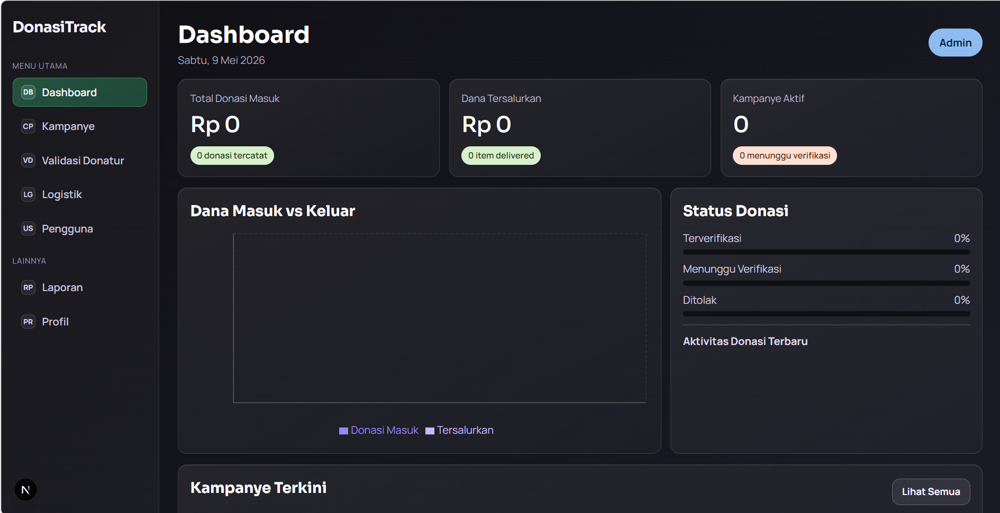 DonasiTrack
MENU UTAMA
DB Dashboard
CP Kampanye
VD Validasi Donatur
LG Logistik
US Pengguna
LAINNYA
RP Laporan
PR Profil
N
Dashboard
Sabtu, 9 Mei 2026
Admin
Total Donasi Masuk
Rp 0
0 donasi tercatat
Dana Tersalurkan
Rp 0
0 item delivered
Kampanye Aktif
0
0 menunggu verifikasi
Dana Masuk vs Keluar
Donasi Masuk Tersalurkan
Status Donasi
Terverifikasi 0%
Menunggu Verifikasi 0%
Ditolak 0%
Aktivitas Donasi Terbaru
Kampanye Terkini
Lihat Semua